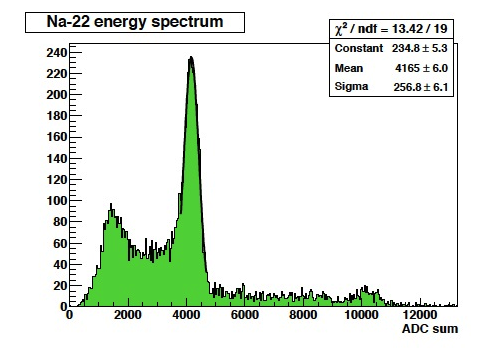 Na-22 energy spectrum
χ² / ndf = 13.42 / 19
Constant 234.8 ± 5.3
Mean 4165 ± 6.0
Sigma 256.8 ± 6.1
240
220
200
180
160
140
120
100
80
60
40
20
0
0 2000 4000 6000 8000 10000 12000
ADC sum